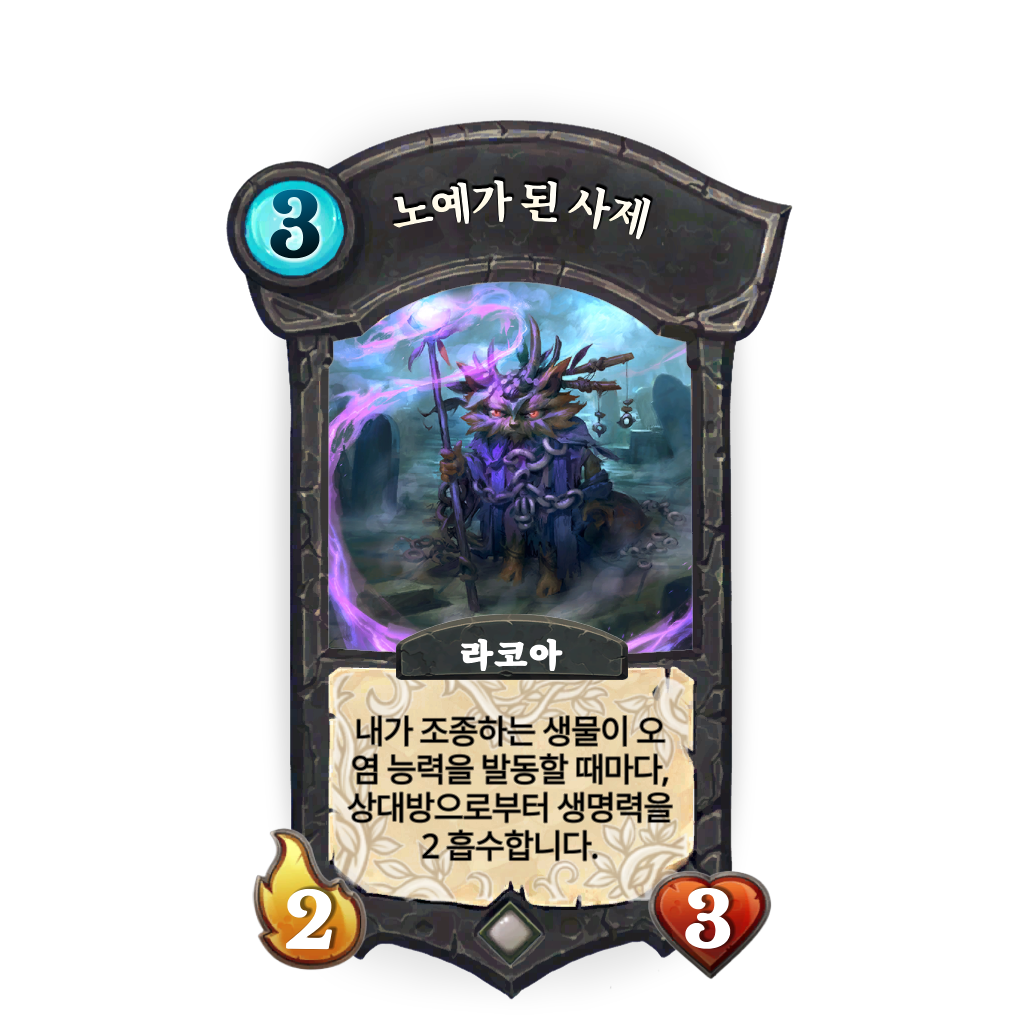 3
노예가 된 사제
라코아
내가 조종하는 생물이 오
염 능력을 발동할 때마다,
상대방으로부터 생명력을
2 흡수합니다.
2
3